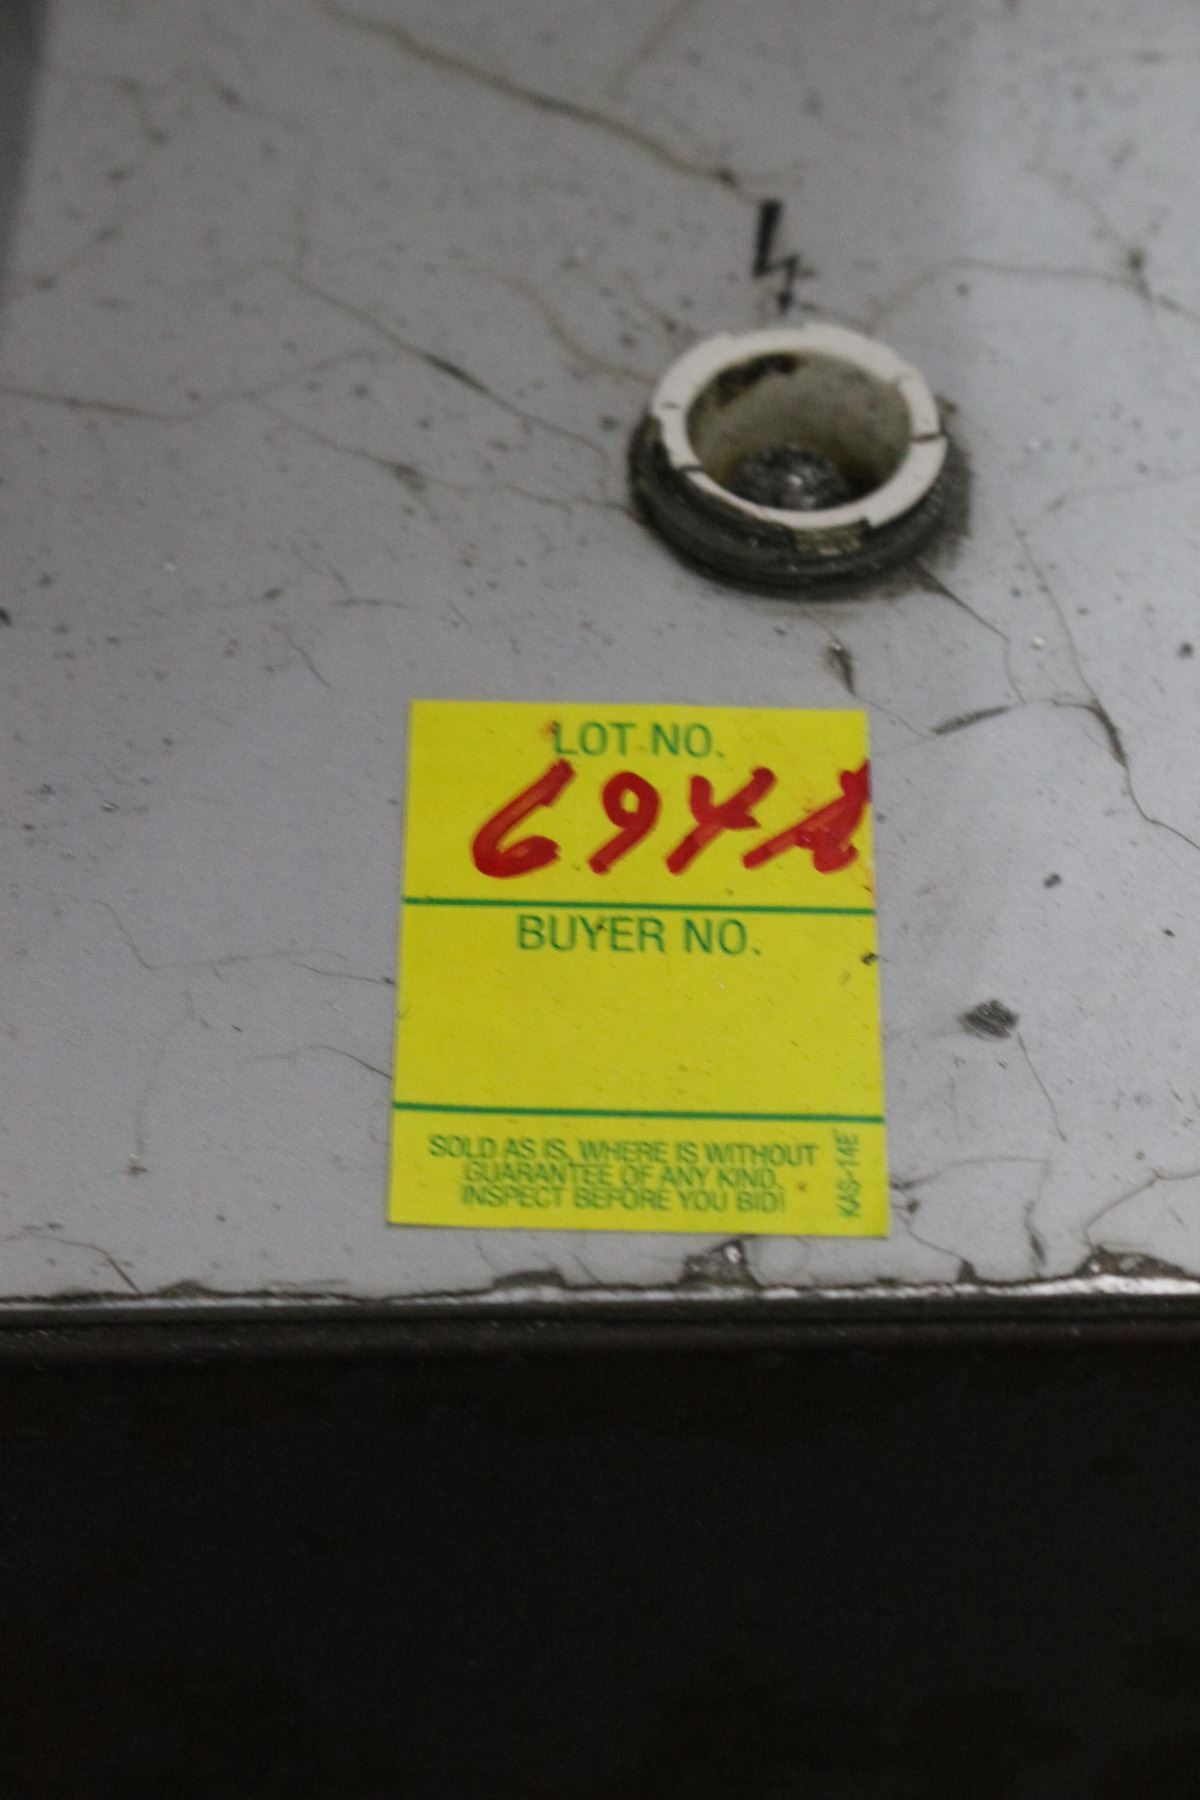 LOT NO.
694A
BUYER NO.
SOLD AS IS, WHERE IS WITHOUT
GUARANTEE OF ANY KIND.
INSPECT BEFORE YOU BID!
KAS-14E